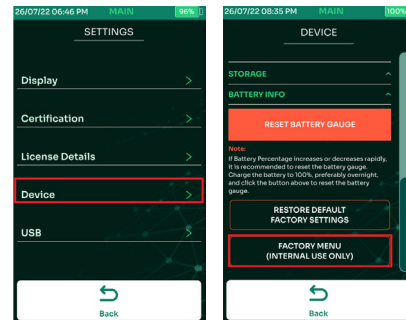 26/07/22 06:46 PM MAIN 96%
SETTINGS
Display >
Certification >
License Details >
Device >
USB >
Back
26/07/22 08:35 PM MAIN 100%
DEVICE
STORAGE
BATTERY INFO
RESET BATTERY GAUGE
Note:
If Battery Percentage Increases or decreases rapidly,
It is recommended to reset the battery gauge.
Charge the battery to 100%, preferably overnight,
and click the button above to reset the battery
gauge.
RESTORE DEFAULT
FACTORY SETTINGS
FACTORY MENU
(INTERNAL USE ONLY)
Back